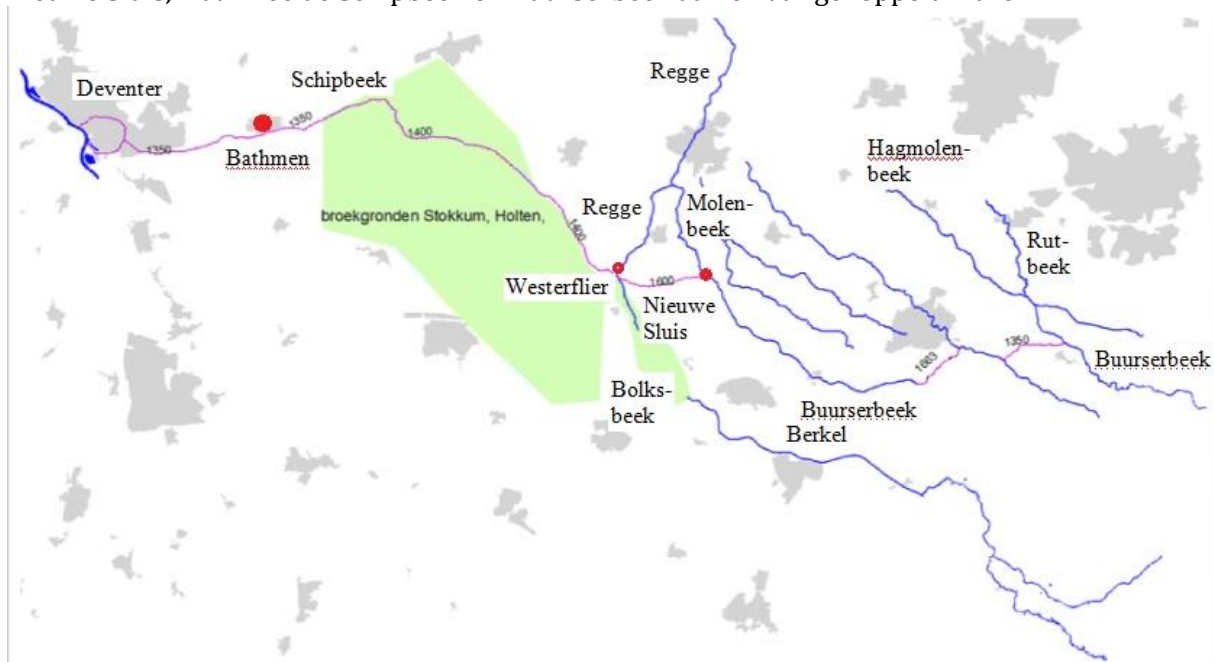 Deventer
Schipbeek
Regge
1350
1350
Bathmen
1400
Hagmolen-
beek
broekgronden Stokkum, Holten,
1400
Regge
Molen-
beek
Rut-
beek
Westerflier
1600
Nieuwe
Sluis
1350
1663
Buurserbeek
Bolks-
beek
Buurserbeek
Berkel